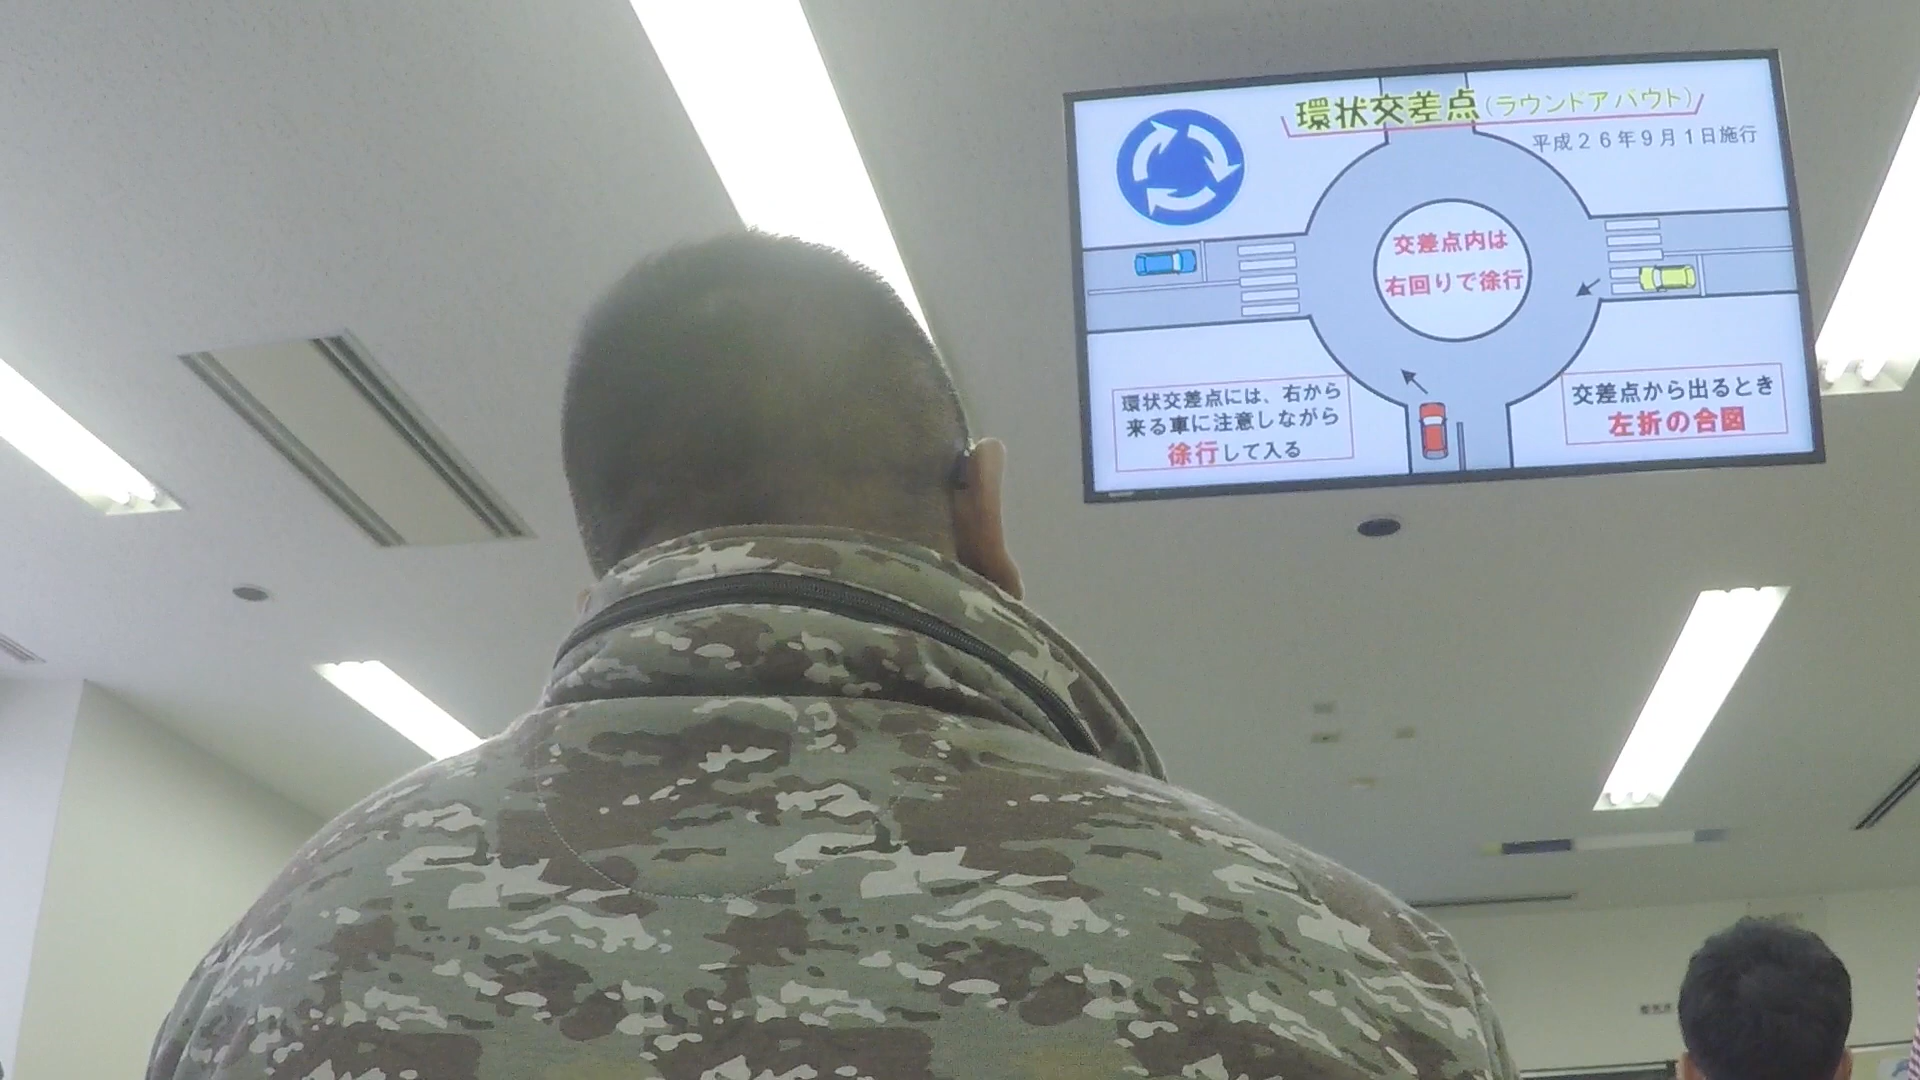 環状交差点(ラウンドアバウト)
平成26年9月1日施行
交差点内は
右回りで徐行
環状交差点には、右から
来る車に注意しながら
徐行して入る
交差点から出るとき
左折の合図